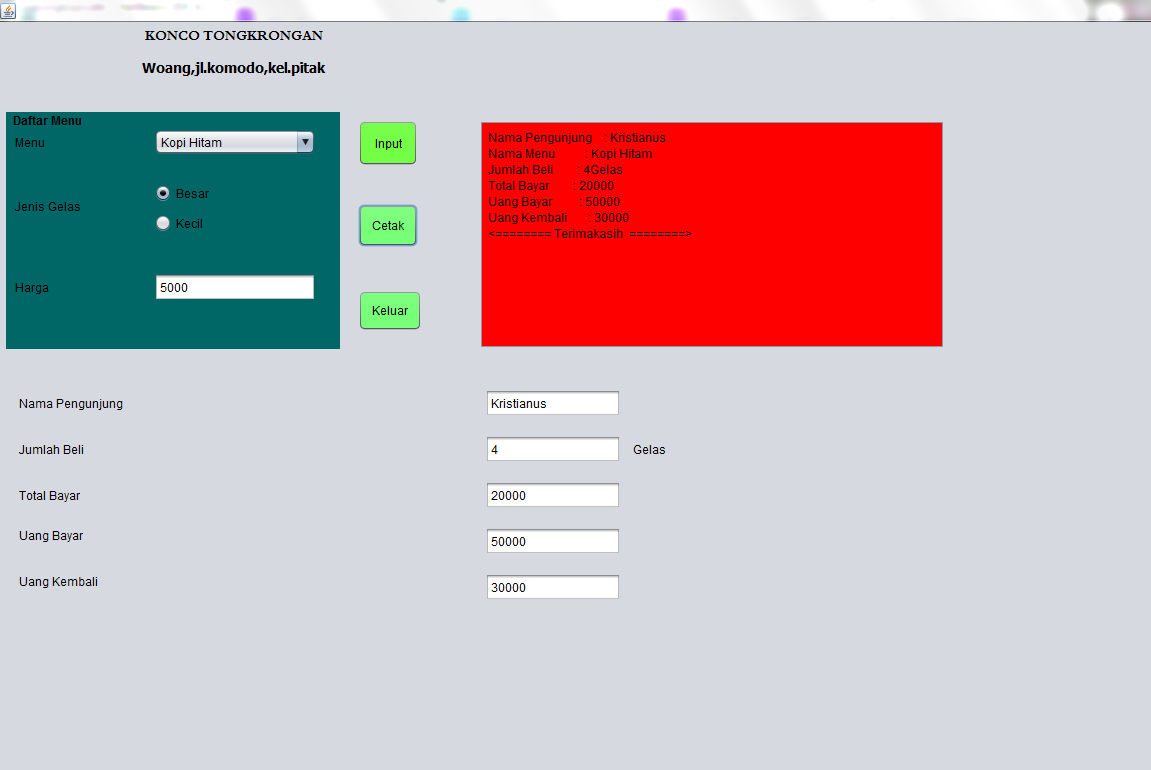 KONCO TONGKRONGAN
Woang,jl.komodo,kel.pitak
Daftar Menu
Menu
Kopi Hitam
Jenis Gelas
Besar
Kecil
Harga
5000
Input
Cetak
Keluar
Nama Pengunjung : Kristianus
Nama Menu : Kopi Hitam
Jumlah Beli : 4Gelas
Total Bayar : 20000
Uang Bayar : 50000
Uang Kembali : 30000
<======== Terimakasih ========>
Nama Pengunjung Kristianus
Jumlah Beli 4 Gelas
Total Bayar 20000
Uang Bayar 50000
Uang Kembali 30000